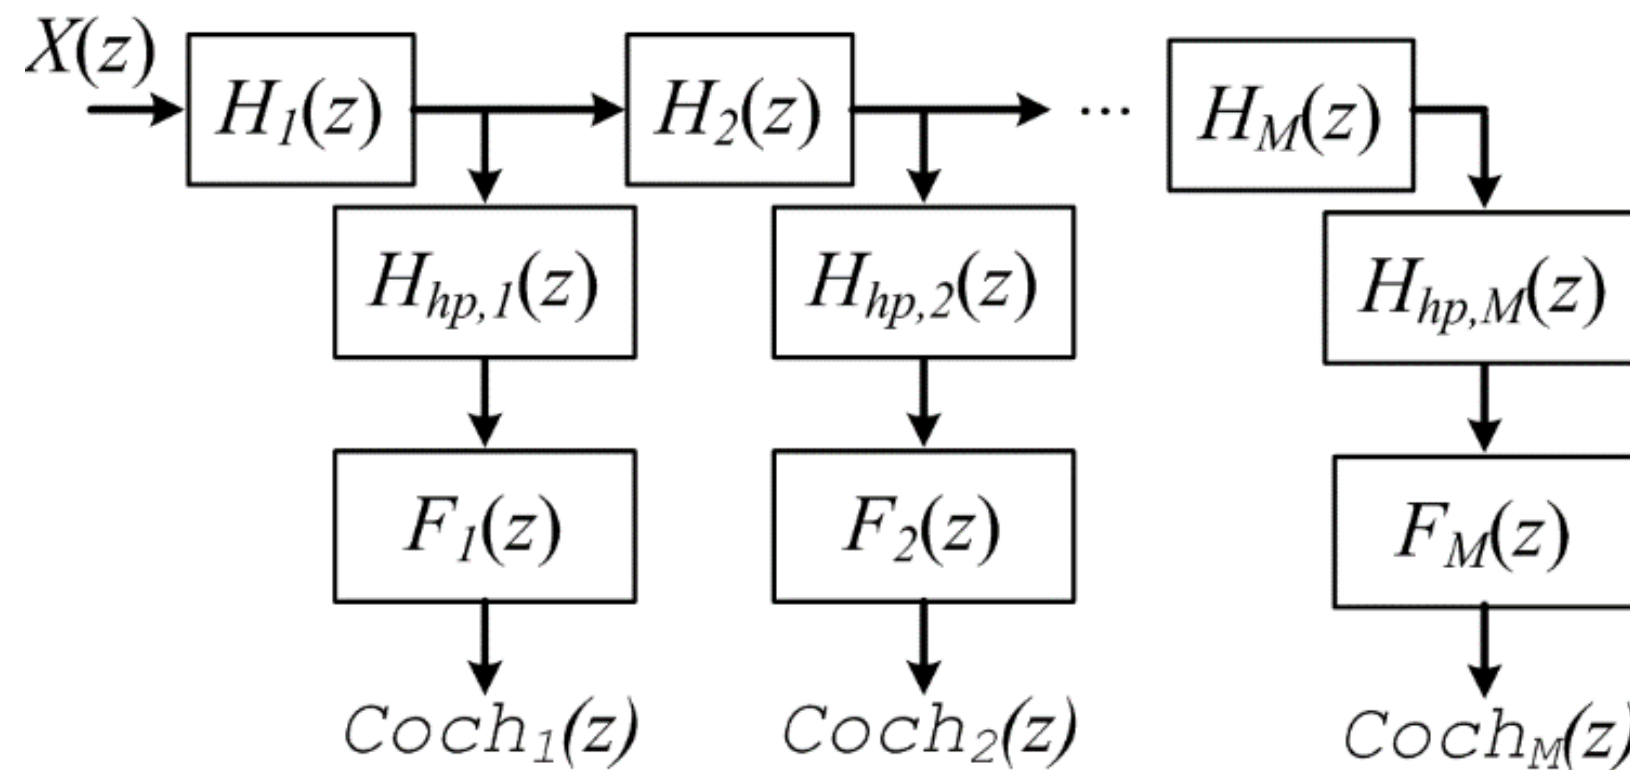 X(z)
H1(z) H2(z) ... HM(z)
Hhp,1(z) Hhp,2(z) Hhp,M(z)
F1(z) F2(z) FM(z)
Coch1(z) Coch2(z) CochM(z)